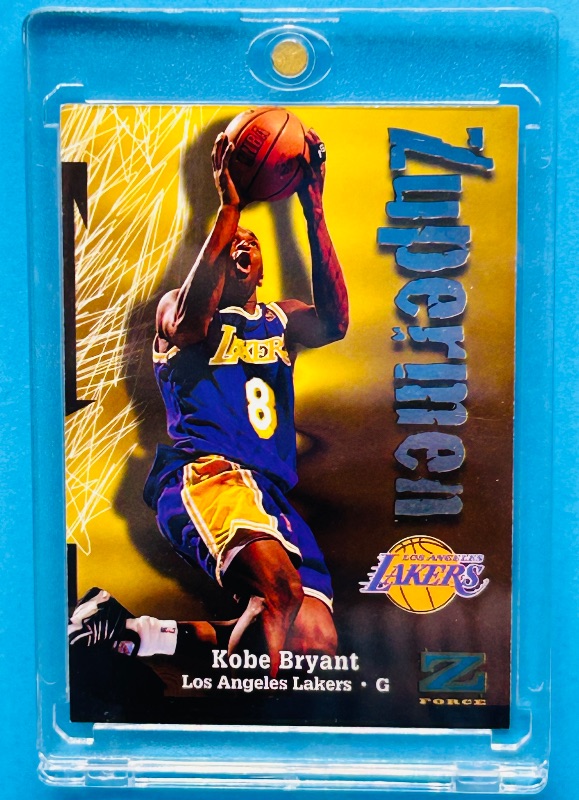 Zupermen
LAKERS
8
LOS ANGELES
LAKERS
Kobe Bryant
Los Angeles Lakers · G
Z
FORCE